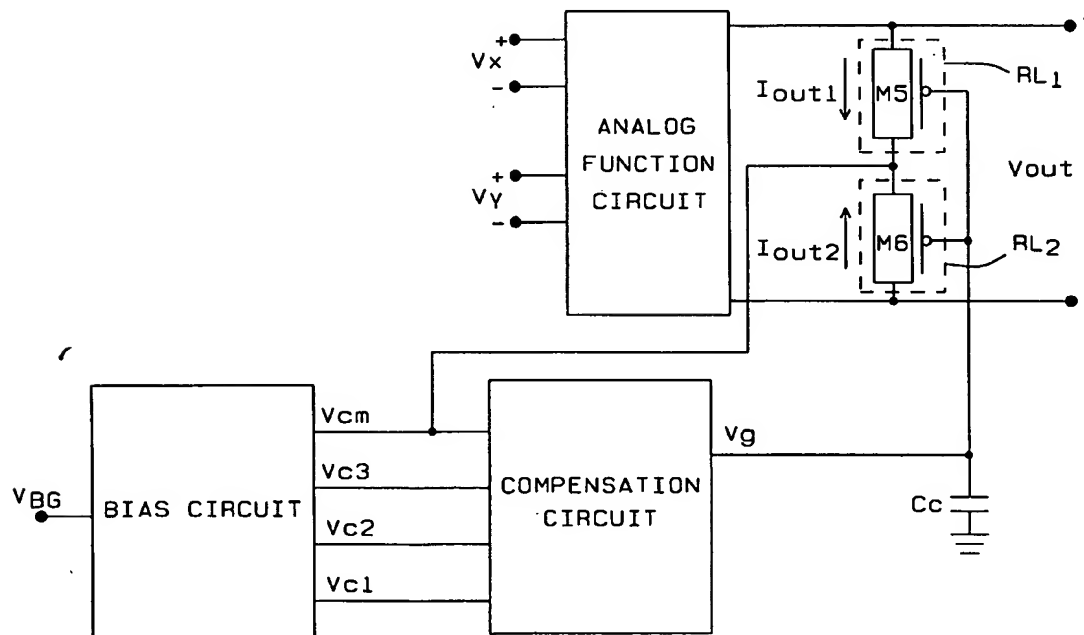 +
Vx
-
+
Vy
-
ANALOG
FUNCTION
CIRCUIT
Iout1
M5
RL1
Vout
Iout2
M6
RL2
VBG
BIAS CIRCUIT
Vcm
Vc3
Vc2
Vc1
COMPENSATION
CIRCUIT
Vg
Cc